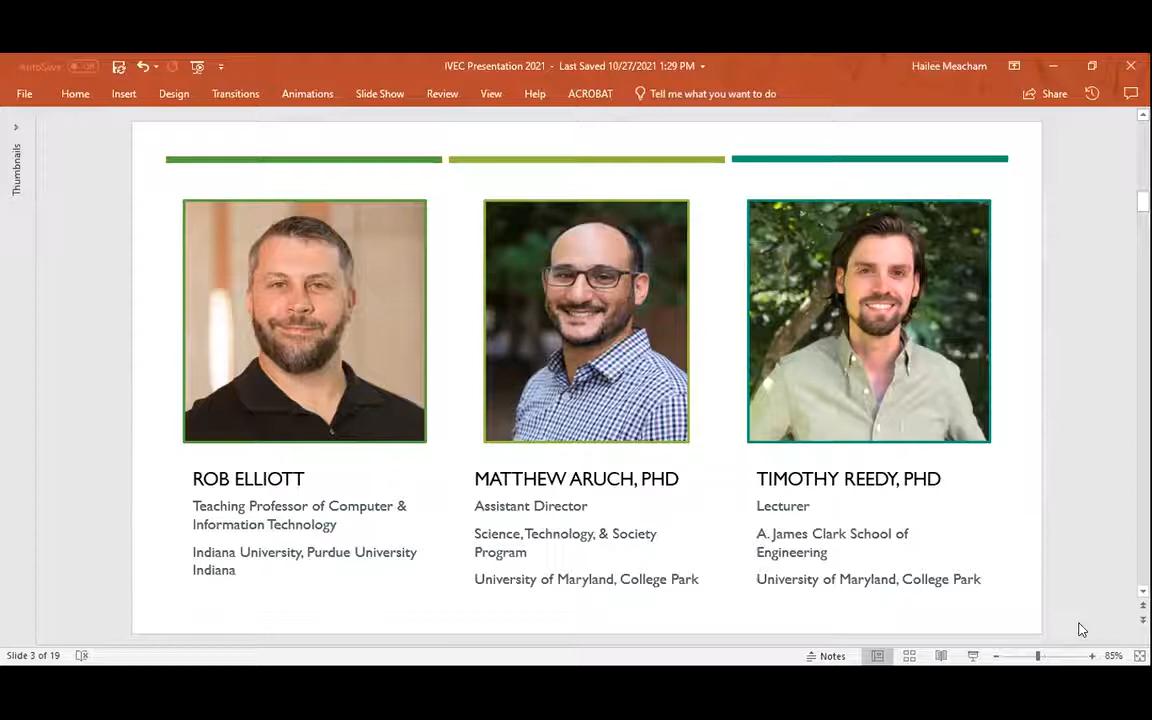 AutoSave Off
IVEC Presentation 2021 - Last Saved 10/27/2021 1:29 PM
Hailee Meacham
File Home Insert Design Transitions Animations Slide Show Review View Help ACROBAT Tell me what you want to do Share
Thumbnails
ROB ELLIOTT
Teaching Professor of Computer &
Information Technology
Indiana University, Purdue University
Indiana
MATTHEW ARUCH, PHD
Assistant Director
Science, Technology, & Society
Program
University of Maryland, College Park
TIMOTHY REEDY, PHD
Lecturer
A. James Clark School of
Engineering
University of Maryland, College Park
Slide 3 of 19
Notes
85%